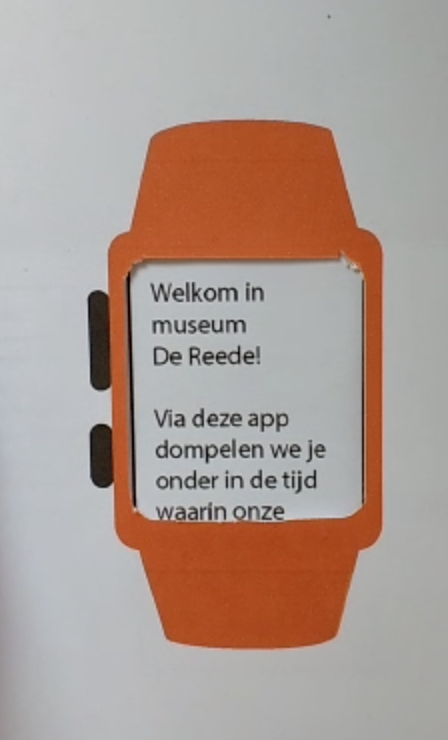 Welkom in
museum
De Reede!
Via deze app
dompelen we je
onder in de tijd
waarin onze